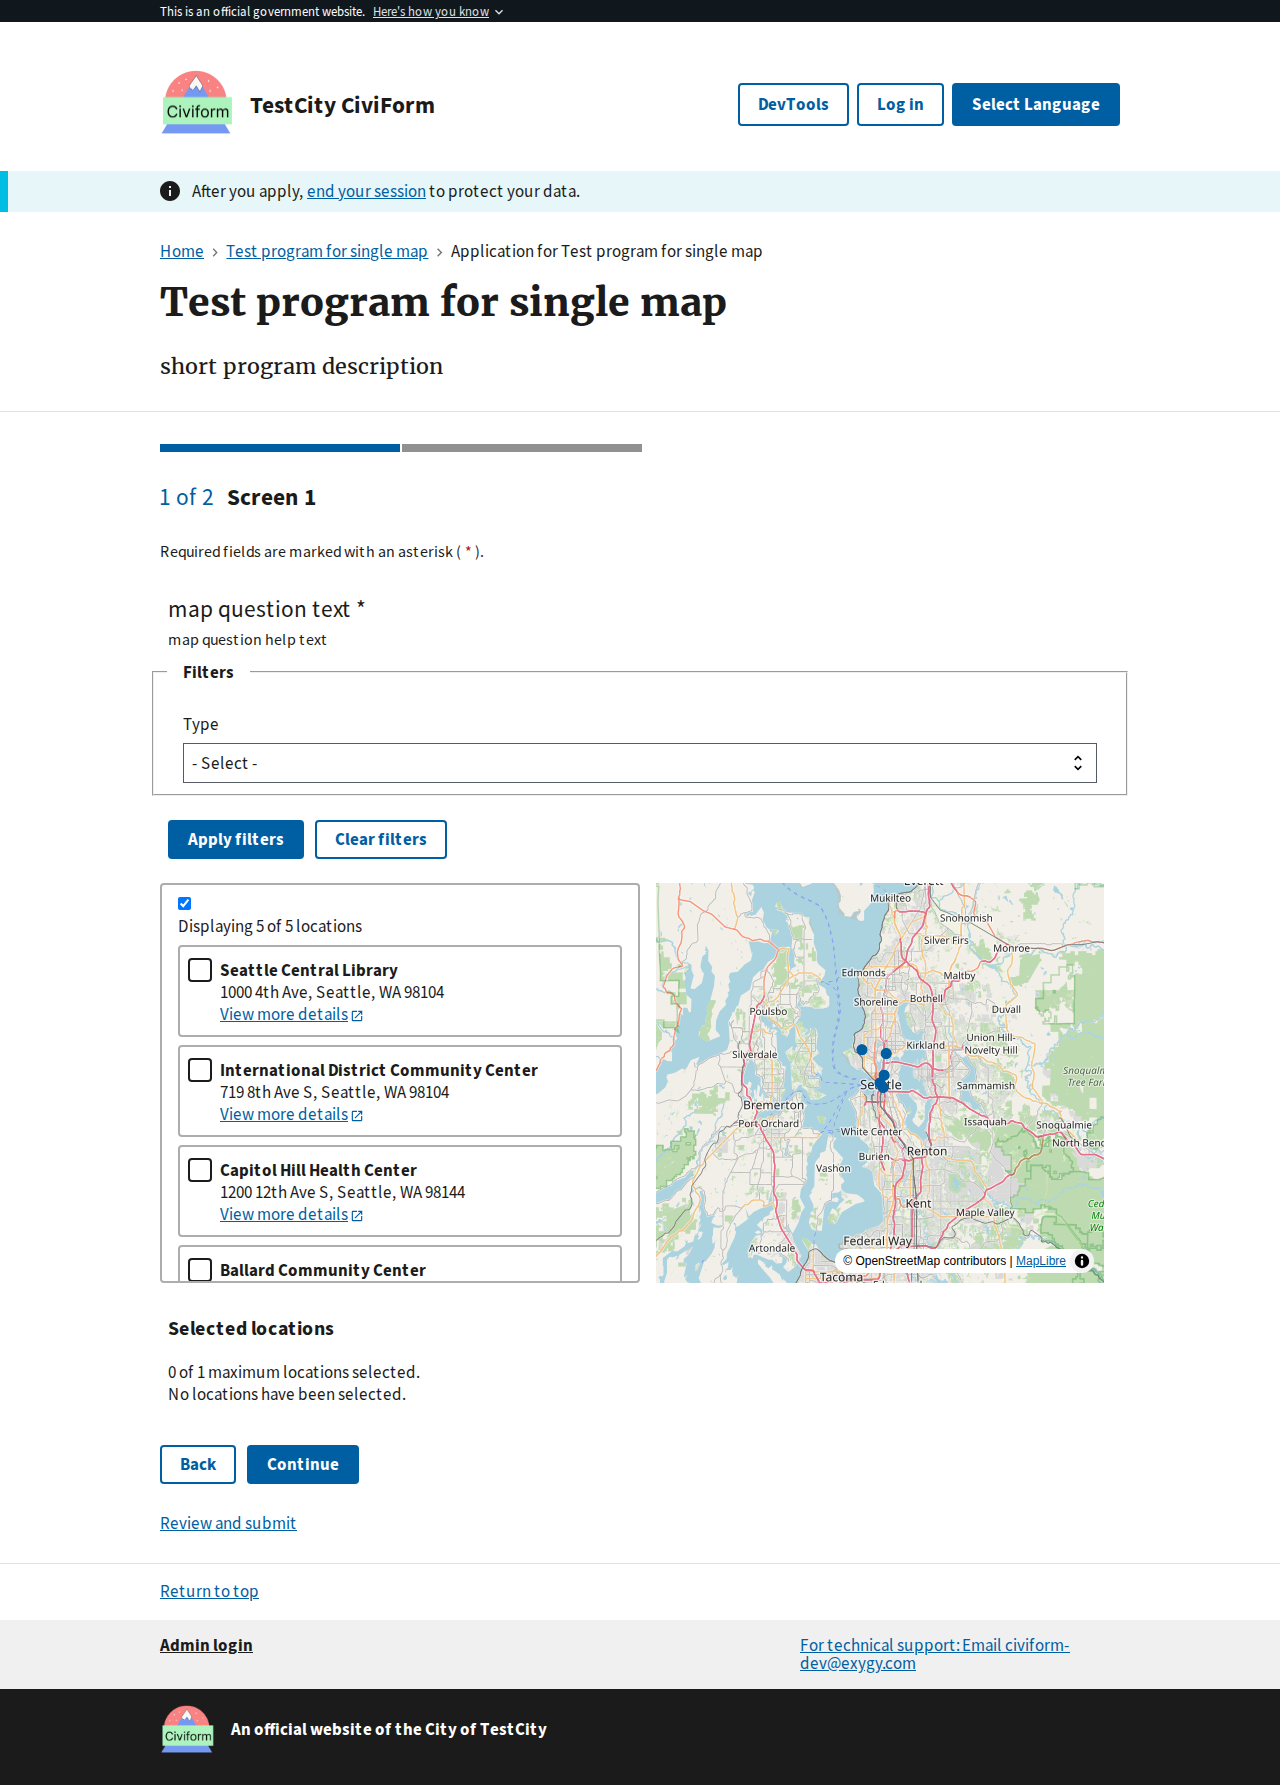 This is an official government website. Here's how you know
Civiform
TestCity CiviForm
DevTools
Log in
Select Language
After you apply, end your session to protect your data.
Home > Test program for single map > Application for Test program for single map
Test program for single map
short program description
1 of 2 Screen 1
Required fields are marked with an asterisk ( * ).
map question text *
map question help text
Filters
Type
- Select -
Apply filters
Clear filters
Displaying 5 of 5 locations
Seattle Central Library
1000 4th Ave, Seattle, WA 98104
View more details
International District Community Center
719 8th Ave S, Seattle, WA 98104
View more details
Capitol Hill Health Center
1200 12th Ave S, Seattle, WA 98144
View more details
Ballard Community Center
Everett
Mukilteo
Snohomish
Silver Firs
Monroe
Edmonds
Maltby
Shoreline
Bothell
Poulsbo
Duvall
Silverdale
Kirkland
Union Hill-
Novelty Hill
Snoqualm
Tree Farm
Seattle
Sammamish
Bremerton
Port Orchard
Issaquah
Snoqualmie
White Center
North Benc
Burien
Renton
Vashon
Kent
Maple Valley
Ced
Mu
Wa
Artondale
Federal Way
Tacoma
© OpenStreetMap contributors | MapLibre
Selected locations
0 of 1 maximum locations selected.
No locations have been selected.
Back
Continue
Review and submit
Return to top
Admin login
For technical support: Email civiform-
dev@exygy.com
Civiform
An official website of the City of TestCity